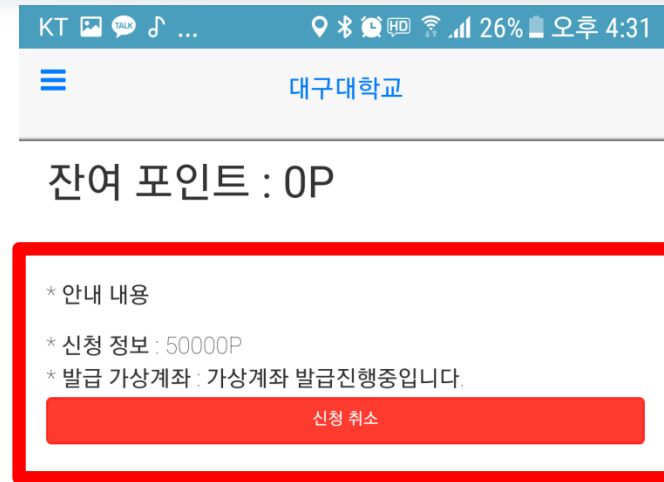 KT TALK ... HD 26% 오후 4:31
대구대학교
잔여 포인트 : 0P
* 안내 내용
* 신청 정보 : 50000P
* 발급 가상계좌 : 가상계좌 발급진행중입니다.
신청 취소